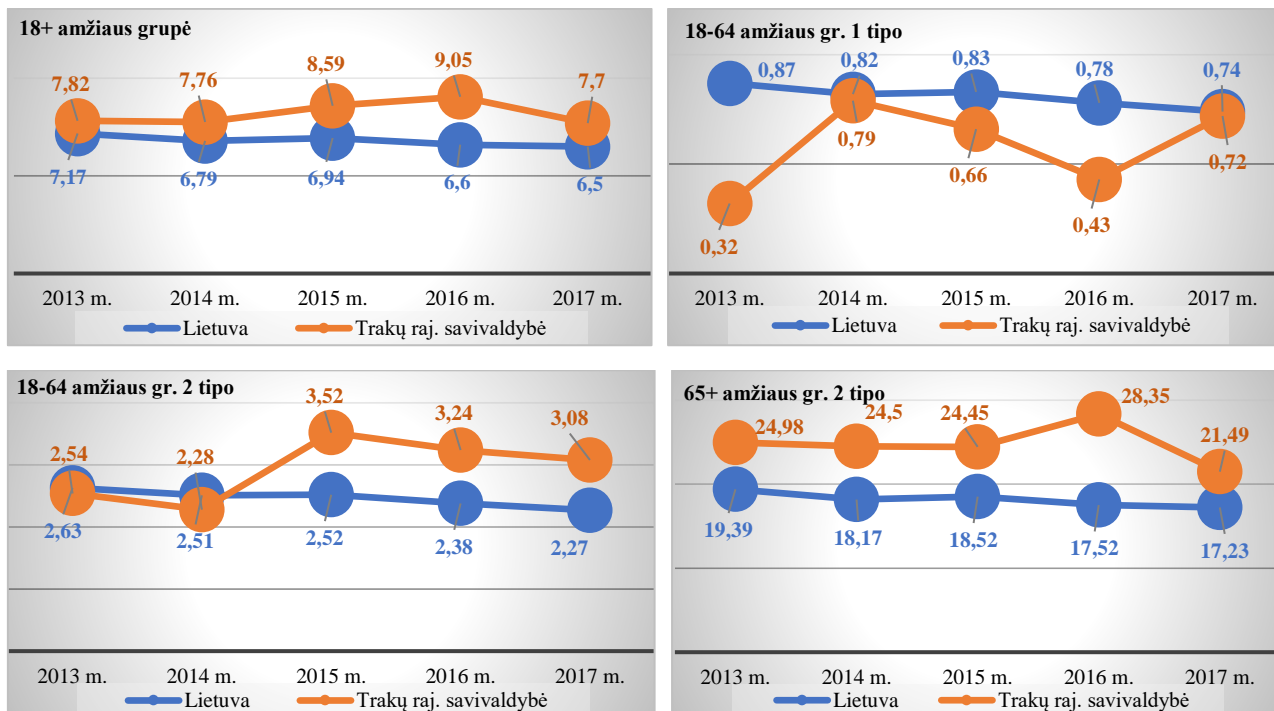 18+ amžiaus grupė
7,82
7,76
8,59
9,05
7,7
7,17
6,79
6,94
6,6
6,5
2013 m.
2014 m.
2015 m.
2016 m.
2017 m.
Lietuva
Trakų raj. savivaldybė
18-64 amžiaus gr. 1 tipo
0,87
0,82
0,83
0,78
0,74
0,32
0,79
0,66
0,43
0,72
2013 m.
2014 m.
2015 m.
2016 m.
2017 m.
Lietuva
Trakų raj. savivaldybė
18-64 amžiaus gr. 2 tipo
2,54
2,28
3,52
3,24
3,08
2,63
2,51
2,52
2,38
2,27
2013 m.
2014 m.
2015 m.
2016 m.
2017 m.
Lietuva
Trakų raj. savivaldybė
65+ amžiaus gr. 2 tipo
24,98
24,5
24,45
28,35
21,49
19,39
18,17
18,52
17,52
17,23
2013 m.
2014 m.
2015 m.
2016 m.
2017 m.
Lietuva
Trakų raj. savivaldybė